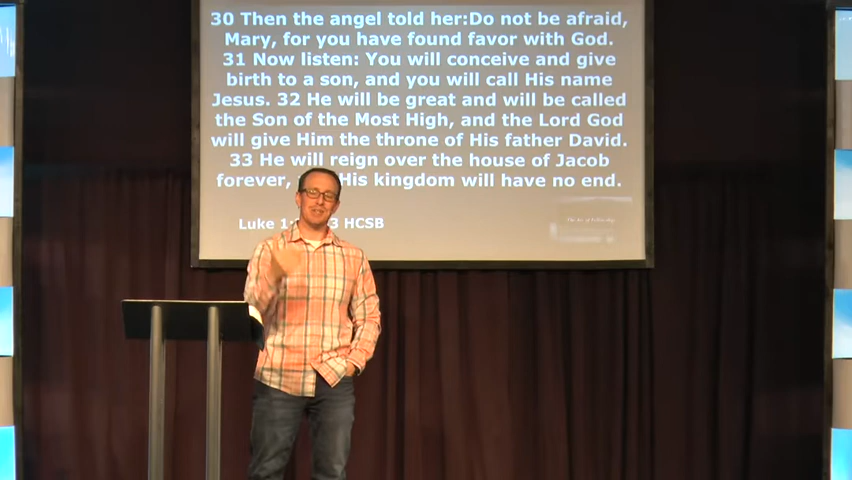 30 Then the angel told her:Do not be afraid,
Mary, for you have found favor with God.
31 Now listen: You will conceive and give
birth to a son, and you will call His name
Jesus. 32 He will be great and will be called
the Son of the Most High, and the Lord God
will give Him the throne of His father David.
33 He will reign over the house of Jacob
forever, His kingdom will have no end.
Luke 1: 3 HCSB